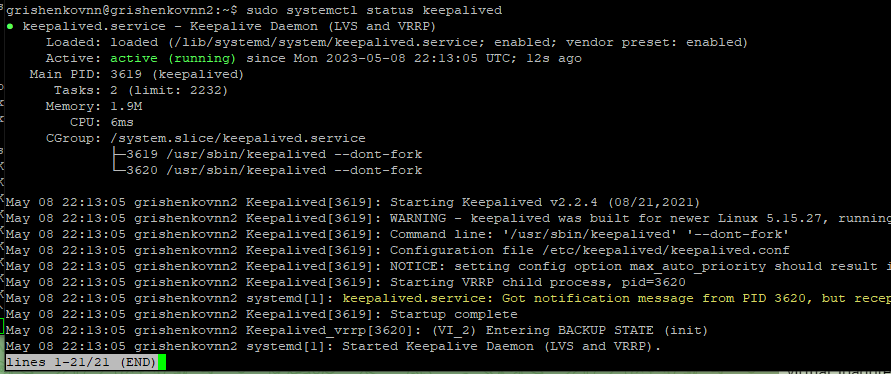 grishenkovnn@grishenkovnn2:~$ sudo systemctl status keepalived
● keepalived.service - Keepalive Daemon (LVS and VRRP)
Loaded: loaded (/lib/systemd/system/keepalived.service; enabled; vendor preset: enabled)
Active: active (running) since Mon 2023-05-08 22:13:05 UTC; 12s ago
Main PID: 3619 (keepalived)
Tasks: 2 (limit: 2232)
Memory: 1.9M
CPU: 6ms
CGroup: /system.slice/keepalived.service
├─3619 /usr/sbin/keepalived --dont-fork
└─3620 /usr/sbin/keepalived --dont-fork
May 08 22:13:05 grishenkovnn2 Keepalived[3619]: Starting Keepalived v2.2.4 (08/21,2021)
May 08 22:13:05 grishenkovnn2 Keepalived[3619]: WARNING - keepalived was built for newer Linux 5.15.27, running
May 08 22:13:05 grishenkovnn2 Keepalived[3619]: Command line: '/usr/sbin/keepalived' '--dont-fork'
May 08 22:13:05 grishenkovnn2 Keepalived[3619]: Configuration file /etc/keepalived/keepalived.conf
May 08 22:13:05 grishenkovnn2 Keepalived[3619]: NOTICE: setting config option max_auto_priority should result i
May 08 22:13:05 grishenkovnn2 Keepalived[3619]: Starting VRRP child process, pid=3620
May 08 22:13:05 grishenkovnn2 systemd[1]: keepalived.service: Got notification message from PID 3620, but recep
May 08 22:13:05 grishenkovnn2 Keepalived[3619]: Startup complete
May 08 22:13:05 grishenkovnn2 Keepalived_vrrp[3620]: (VI_2) Entering BACKUP STATE (init)
May 08 22:13:05 grishenkovnn2 systemd[1]: Started Keepalive Daemon (LVS and VRRP).
lines 1-21/21 (END)